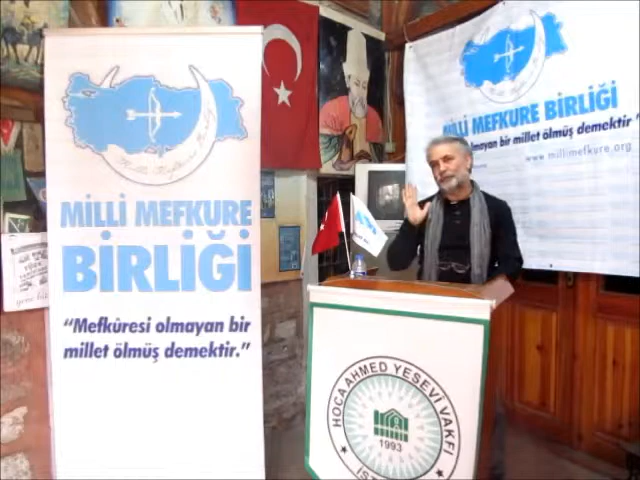 MİLLİ MEFKURE
BİRLİĞİ
“Mefkûresi olmayan bir
millet ölmüş demektir.”
MİLLİ MEFKURE BİRLİĞİ
olmayan bir millet ölmüş demektir”
www.millimefkure.org
HOCA AHMED YESEVİ VAKFI
1993